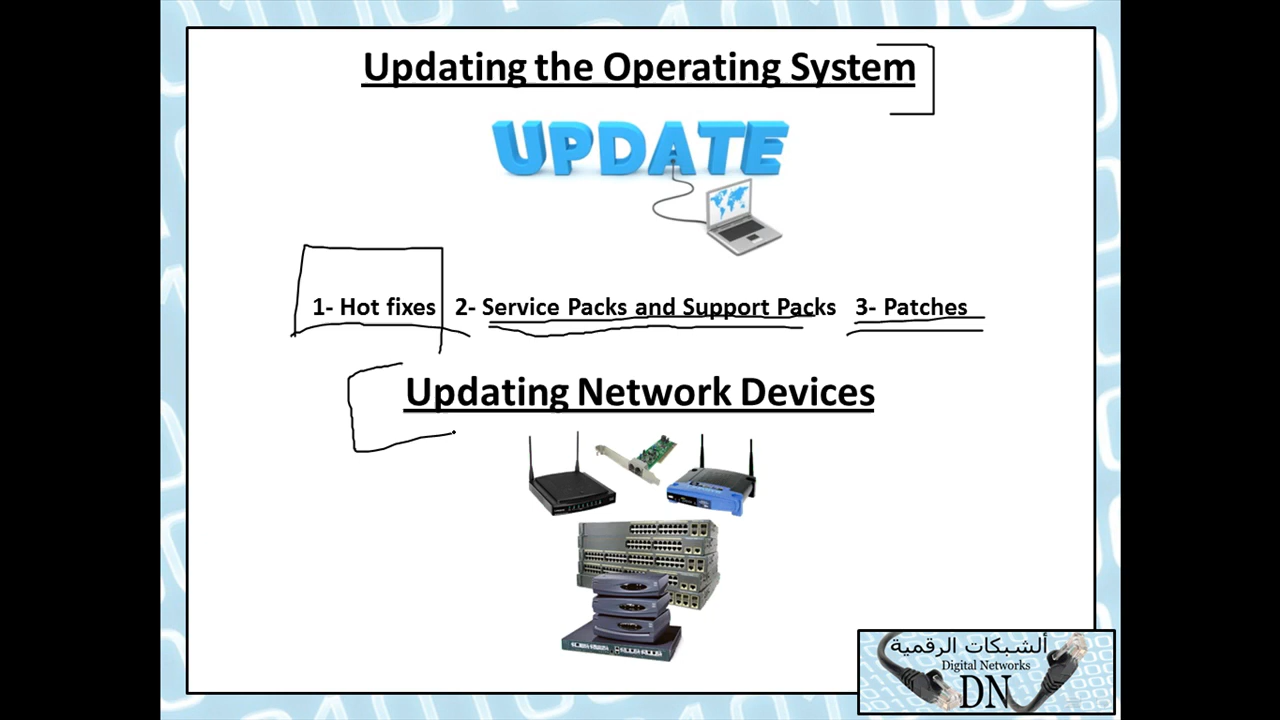 Updating the Operating System
UPDATE
1- Hot fixes 2- Service Packs and Support Packs 3- Patches
Updating Network Devices
ألشبكات الرقمية
Digital Networks
DN